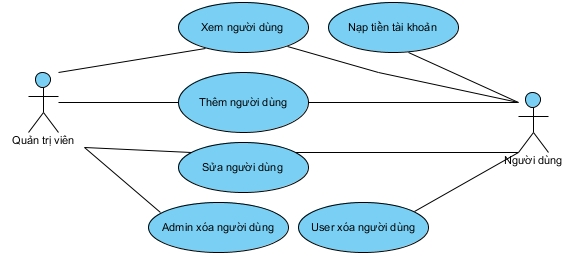 Xem người dùng
Nạp tiền tài khoản
Thêm người dùng
Quản trị viên
Người dùng
Sửa người dùng
Admin xóa người dùng
User xóa người dùng